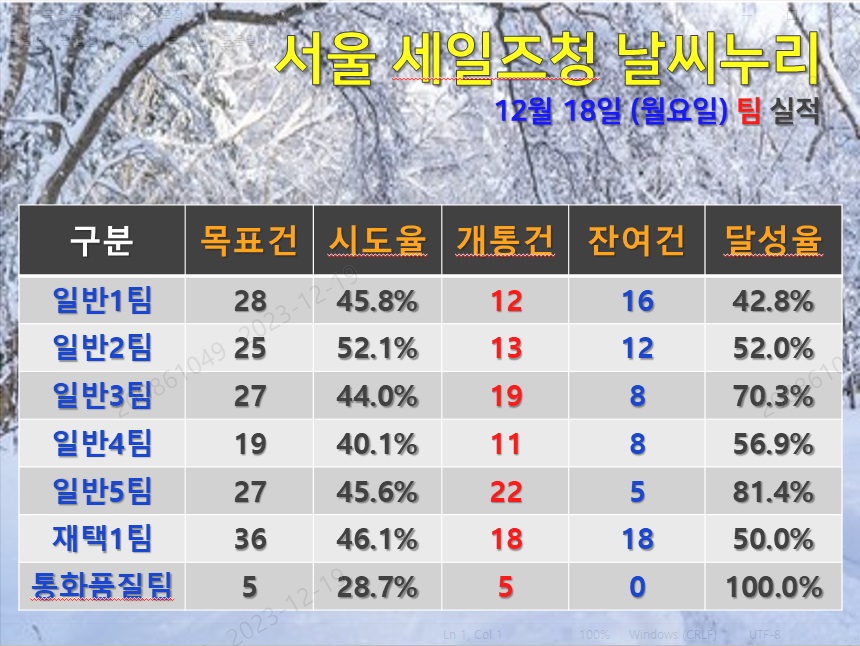 서울 세일즈청 날씨누리
12월 18일 (월요일) 팀 실적
구분 목표건 시도율 개통건 잔여건 달성율
일반1팀 28 45.8% 12 16 42.8%
일반2팀 25 52.1% 13 12 52.0%
일반3팀 27 44.0% 19 8 70.3%
일반4팀 19 40.1% 11 8 56.9%
일반5팀 27 45.6% 22 5 81.4%
재택1팀 36 46.1% 18 18 50.0%
통화품질팀 5 28.7% 5 0 100.0%
2023-12-19
2023-12-19
Ln 1, Col 1 100% Windows (CRLF) UTF-8